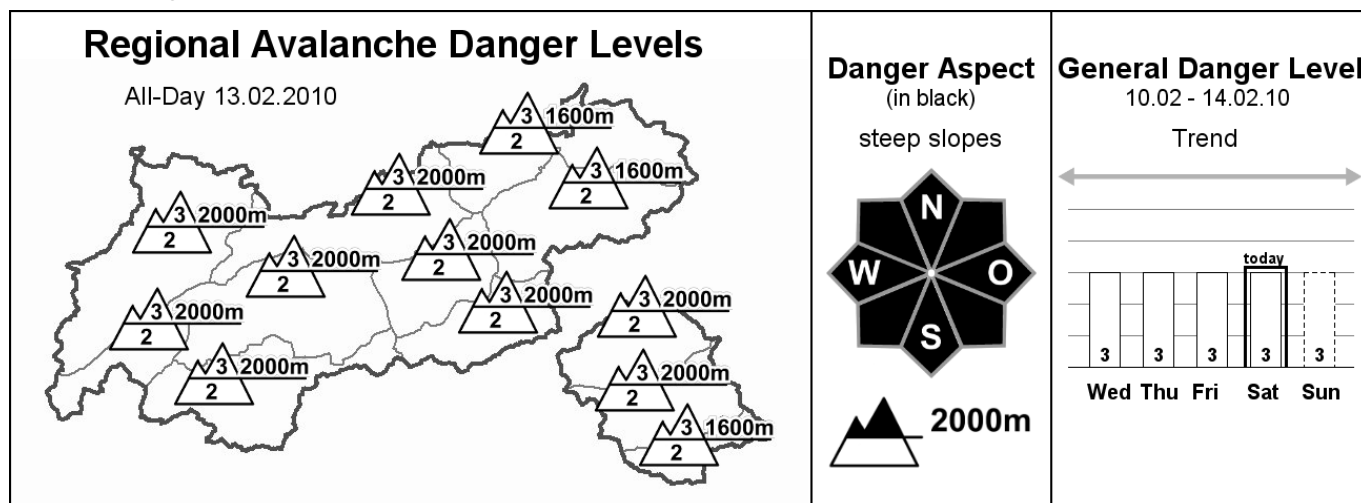 Regional Avalanche Danger Levels
All-Day 13.02.2010
3 1600m
2
3 1600m
2
3 2000m
2
3 2000m
2
3 2000m
2
3 2000m
2
3 2000m
2
3 2000m
2
3 2000m
2
3 2000m
2
3 2000m
2
3 1600m
2
Danger Aspect
(in black)
steep slopes
N
W O
S
2000m
General Danger Level
10.02 - 14.02.10
Trend
today
3 3 3 3 3
Wed Thu Fri Sat Sun